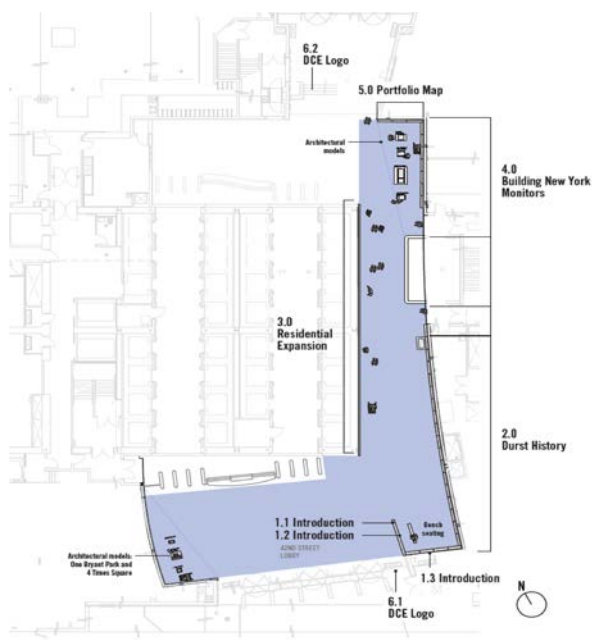 6.2
DCE Logo
5.0 Portfolio Map
Architectural
models
4.0
Building New York
Monitors
3.0
Residential
Expansion
2.0
Durst History
1.1 Introduction
1.2 Introduction
42ND STREET
LOBBY
Bench
seating
Architectural models:
One Bryant Park and
4 Times Square
1.3 Introduction
6.1
DCE Logo
N